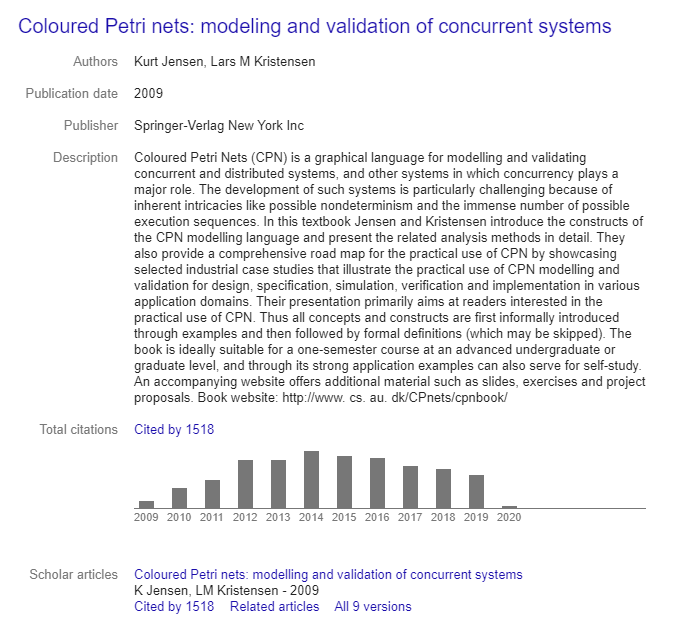 Coloured Petri nets: modeling and validation of concurrent systems
Authors Kurt Jensen, Lars M Kristensen
Publication date 2009
Publisher Springer-Verlag New York Inc
Description Coloured Petri Nets (CPN) is a graphical language for modelling and validating
concurrent and distributed systems, and other systems in which concurrency plays a
major role. The development of such systems is particularly challenging because of
inherent intricacies like possible nondeterminism and the immense number of possible
execution sequences. In this textbook Jensen and Kristensen introduce the constructs of
the CPN modelling language and present the related analysis methods in detail. They
also provide a comprehensive road map for the practical use of CPN by showcasing
selected industrial case studies that illustrate the practical use of CPN modelling and
validation for design, specification, simulation, verification and implementation in various
application domains. Their presentation primarily aims at readers interested in the
practical use of CPN. Thus all concepts and constructs are first informally introduced
through examples and then followed by formal definitions (which may be skipped). The
book is ideally suitable for a one-semester course at an advanced undergraduate or
graduate level, and through its strong application examples can also serve for self-study.
An accompanying website offers additional material such as slides, exercises and project
proposals. Book website: http://www. cs. au. dk/CPnets/cpnbook/
Total citations Cited by 1518
2009 2010 2011 2012 2013 2014 2015 2016 2017 2018 2019 2020
Scholar articles Coloured Petri nets: modelling and validation of concurrent systems
K Jensen, LM Kristensen - 2009
Cited by 1518 Related articles All 9 versions